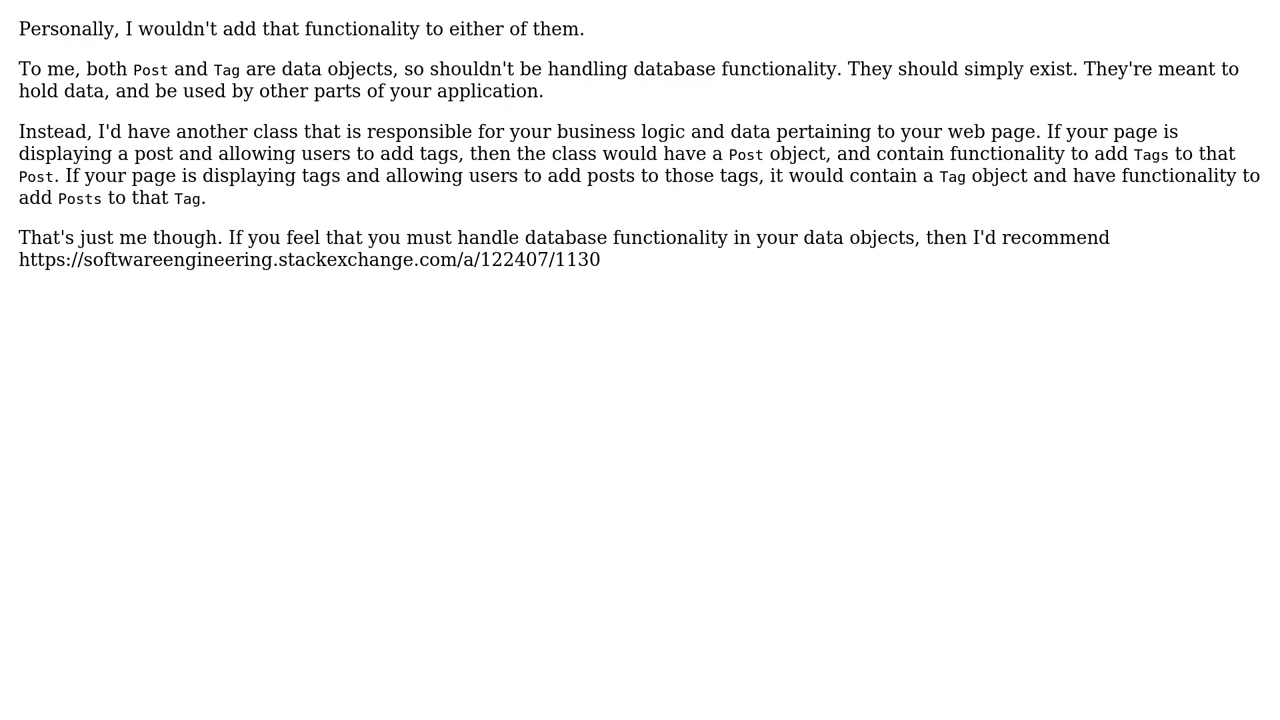 Personally, I wouldn't add that functionality to either of them.
To me, both Post and Tag are data objects, so shouldn't be handling database functionality. They should simply exist. They're meant to
hold data, and be used by other parts of your application.
Instead, I'd have another class that is responsible for your business logic and data pertaining to your web page. If your page is
displaying a post and allowing users to add tags, then the class would have a Post object, and contain functionality to add Tags to that
Post. If your page is displaying tags and allowing users to add posts to those tags, it would contain a Tag object and have functionality to
add Posts to that Tag.
That's just me though. If you feel that you must handle database functionality in your data objects, then I'd recommend
https://softwareengineering.stackexchange.com/a/122407/1130